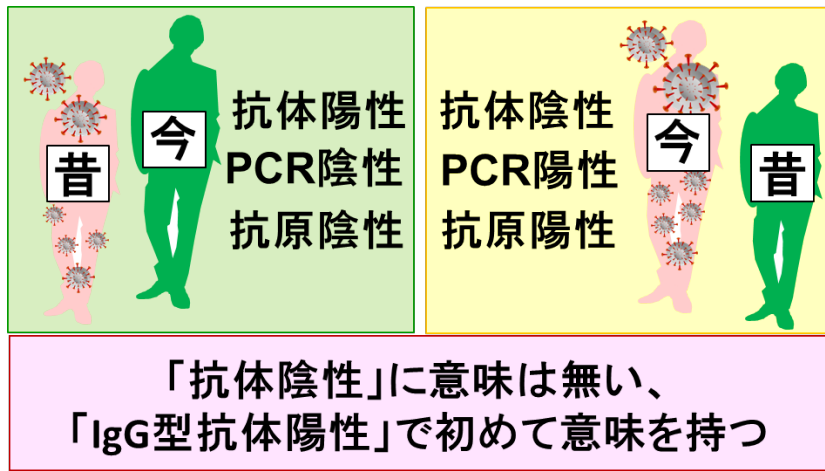 昔
今
抗体陽性
PCR陰性
抗原陰性
抗体陰性
PCR陽性
抗原陽性
今
昔
「抗体陰性」に意味は無い、
「IgG型抗体陽性」で初めて意味を持つ